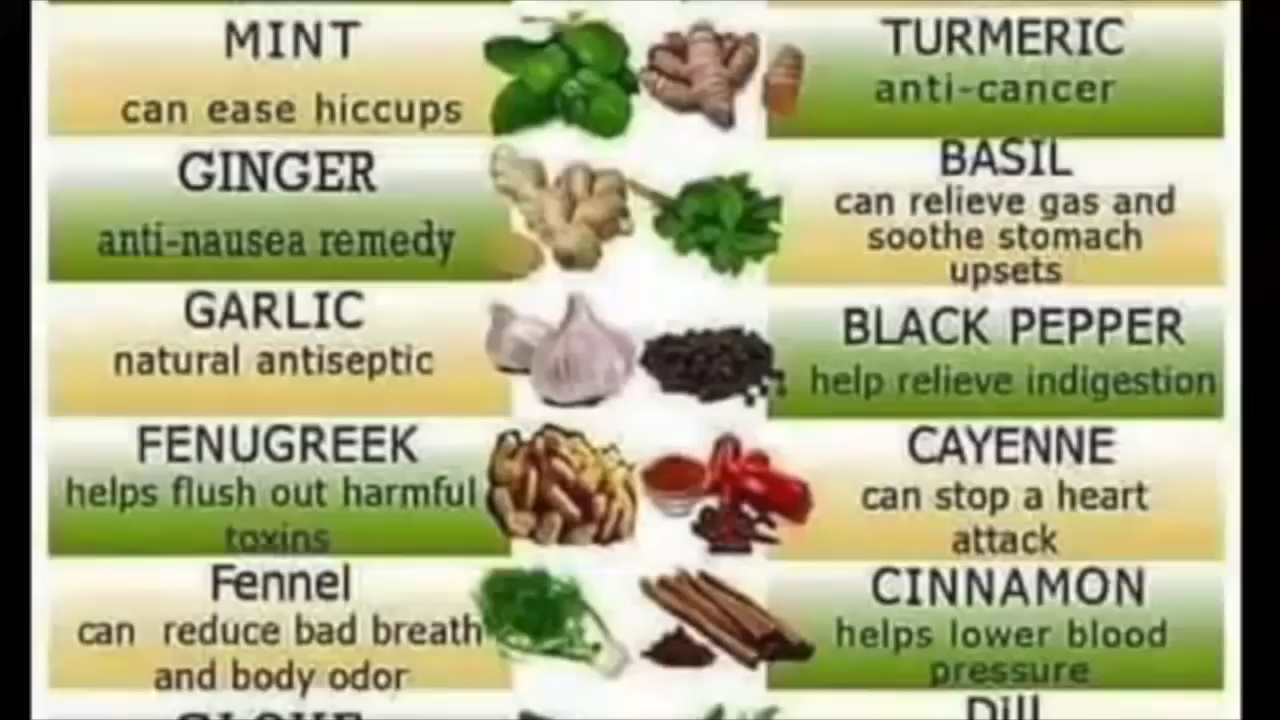 MINT
can ease hiccups
TURMERIC
anti-cancer
GINGER
anti-nausea remedy
BASIL
can relieve gas and
soothe stomach
upsets
GARLIC
natural antiseptic
BLACK PEPPER
help relieve indigestion
FENUGREEK
helps flush out harmful
toxins
CAYENNE
can stop a heart
attack
Fennel
can reduce bad breath
and body odor
CINNAMON
helps lower blood
pressure
Dill